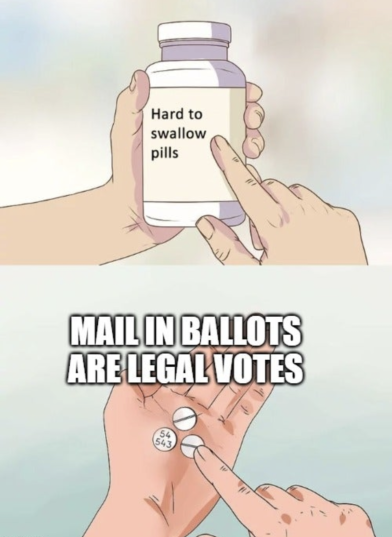 Hard to
swallow
pills
MAIL IN BALLOTS
ARE LEGAL VOTES
54
543